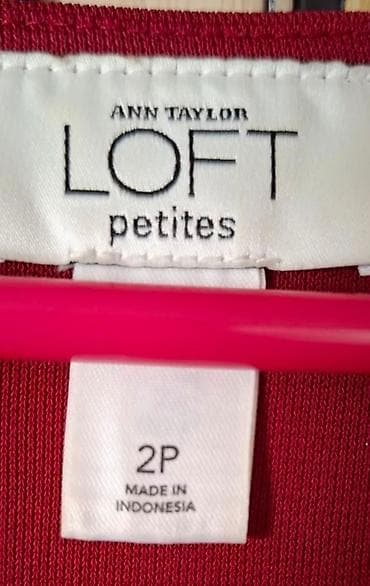 ANN TAYLOR
LOFT
petites
2P
MADE IN
INDONESIA